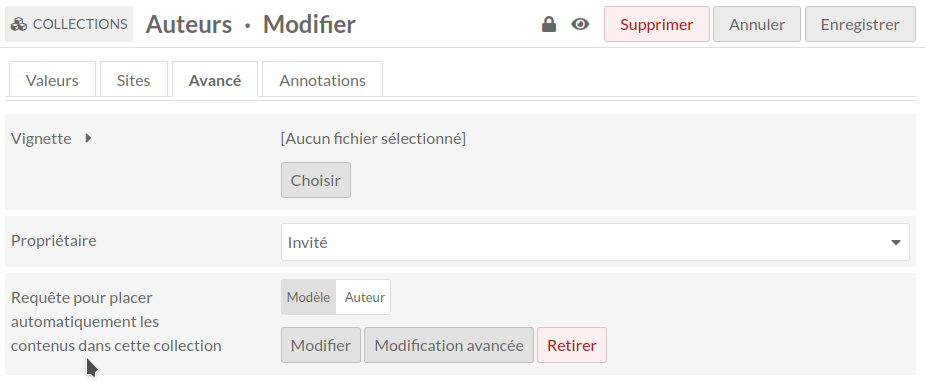 COLLECTIONS Auteurs · Modifier Supprimer Annuler Enregistrer
Valeurs Sites Avancé Annotations
Vignette [Aucun fichier sélectionné]
Choisir
Propriétaire Invité
Requête pour placer Modèle Auteur
automatiquement les
contenus dans cette collection Modifier Modification avancée Retirer